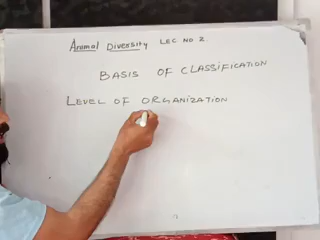 Animal Diversity LEC NO 2.
BASIS OF CLASSIFICATION
LEVEL OF ORGANIZATION